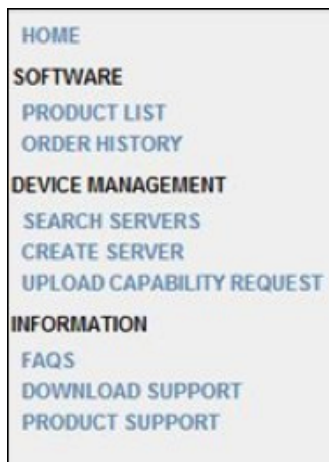 HOME
SOFTWARE
PRODUCT LIST
ORDER HISTORY
DEVICE MANAGEMENT
SEARCH SERVERS
CREATE SERVER
UPLOAD CAPABILITY REQUEST
INFORMATION
FAQS
DOWNLOAD SUPPORT
PRODUCT SUPPORT